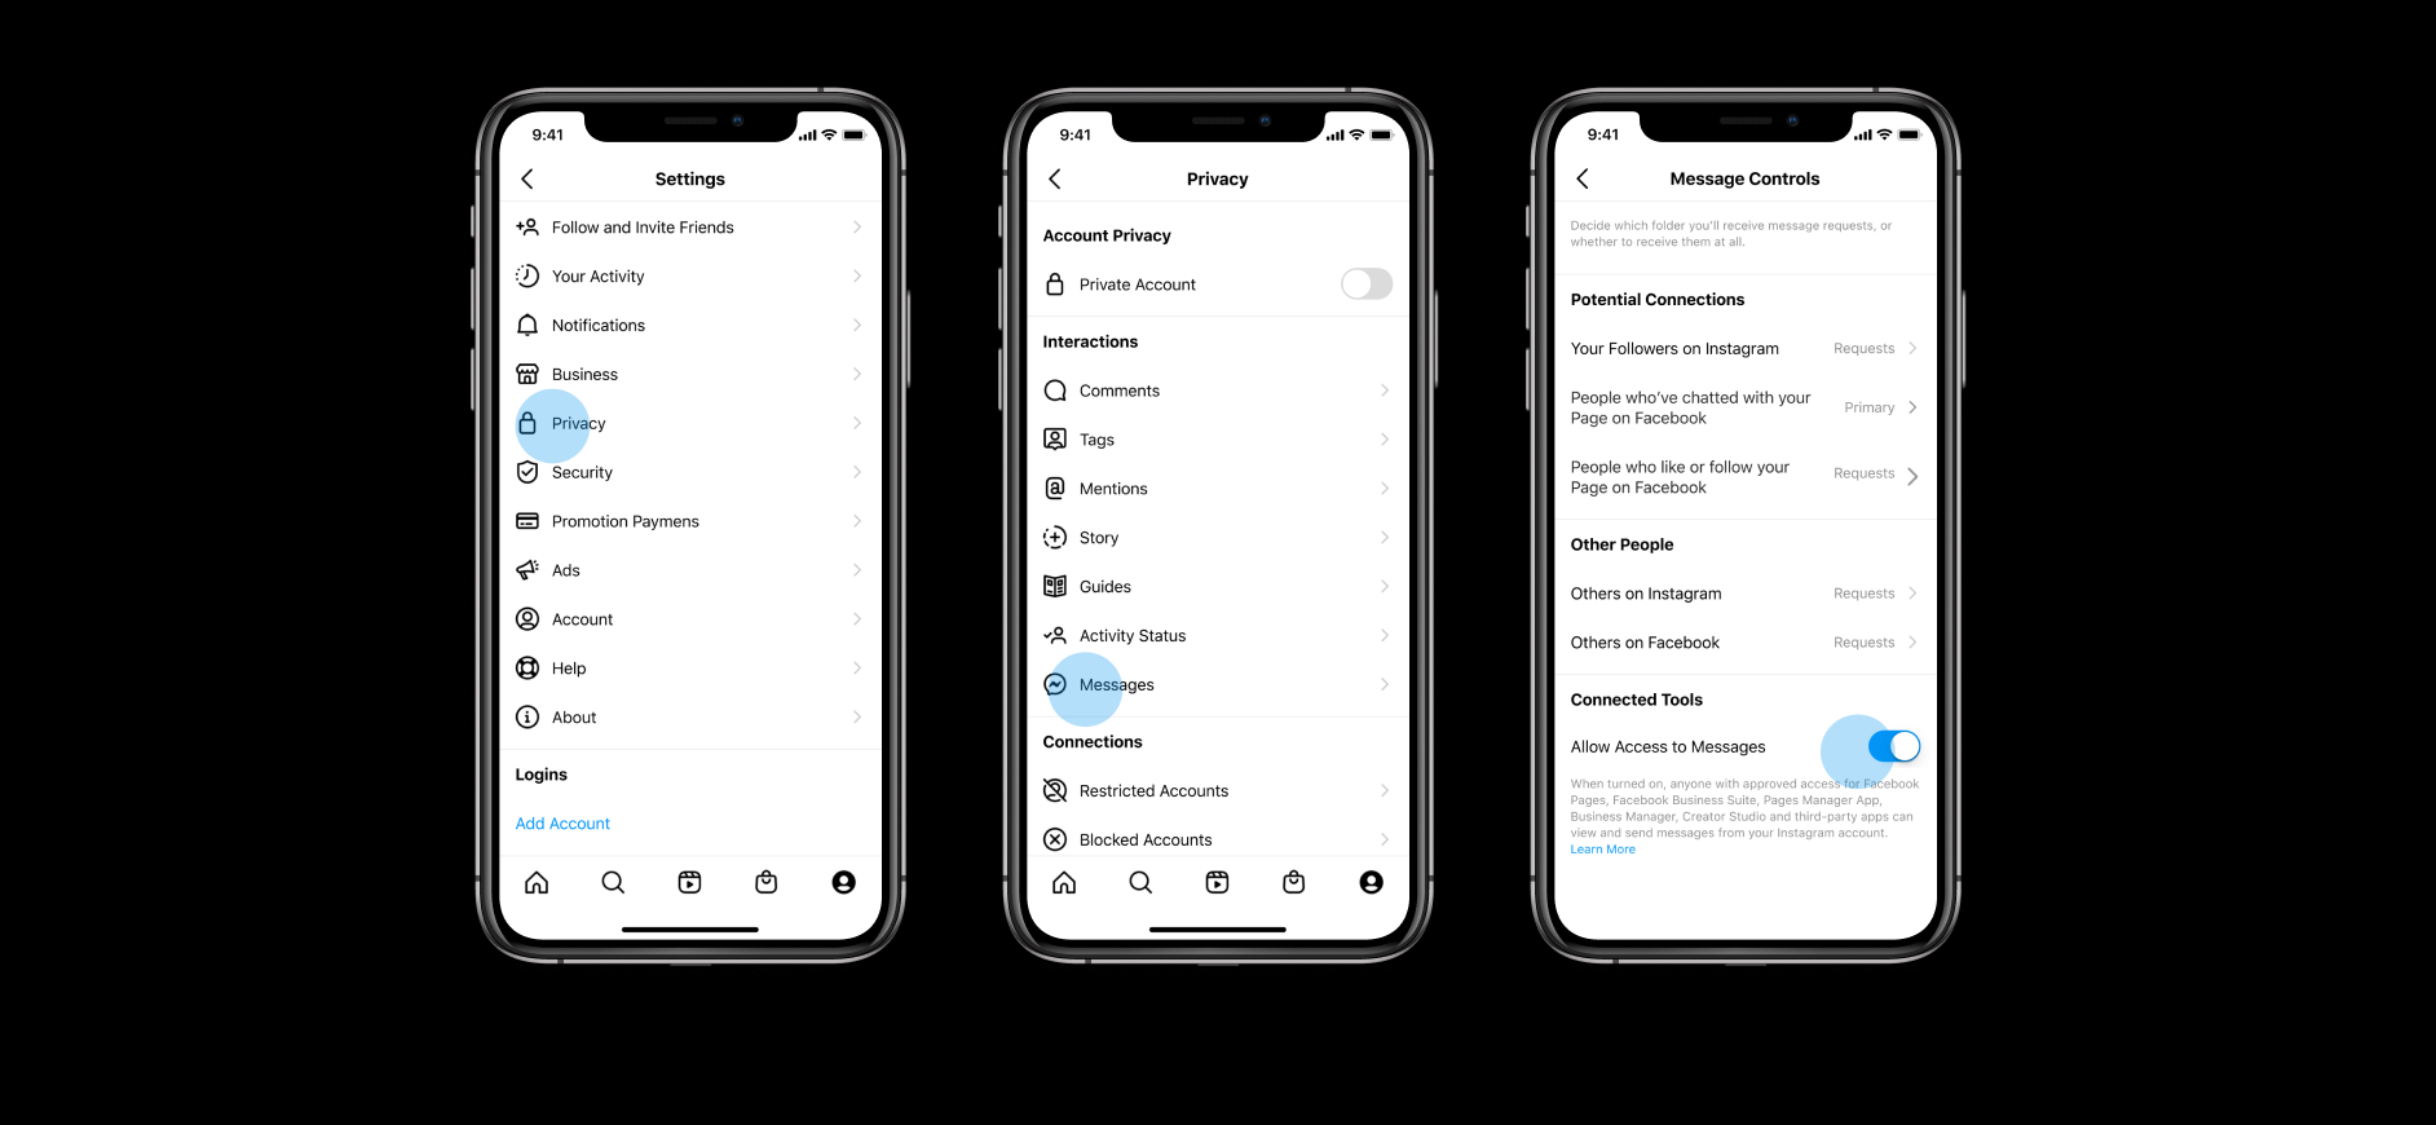 9:41
Settings
Follow and Invite Friends
Your Activity
Notifications
Business
Privacy
Security
Promotion Paymens
Ads
Account
Help
About
Logins
Add Account
9:41
Privacy
Account Privacy
Private Account
Interactions
Comments
Tags
Mentions
Story
Guides
Activity Status
Messages
Connections
Restricted Accounts
Blocked Accounts
9:41
Message Controls
Decide which folder you'll receive message requests, or
whether to receive them at all.
Potential Connections
Your Followers on Instagram Requests
People who've chatted with your
Page on Facebook Primary
People who like or follow your
Page on Facebook Requests
Other People
Others on Instagram Requests
Others on Facebook Requests
Connected Tools
Allow Access to Messages
When turned on, anyone with approved access for Facebook
Pages, Facebook Business Suite, Pages Manager App,
Business Manager, Creator Studio and third-party apps can
view and send messages from your Instagram account.
Learn More